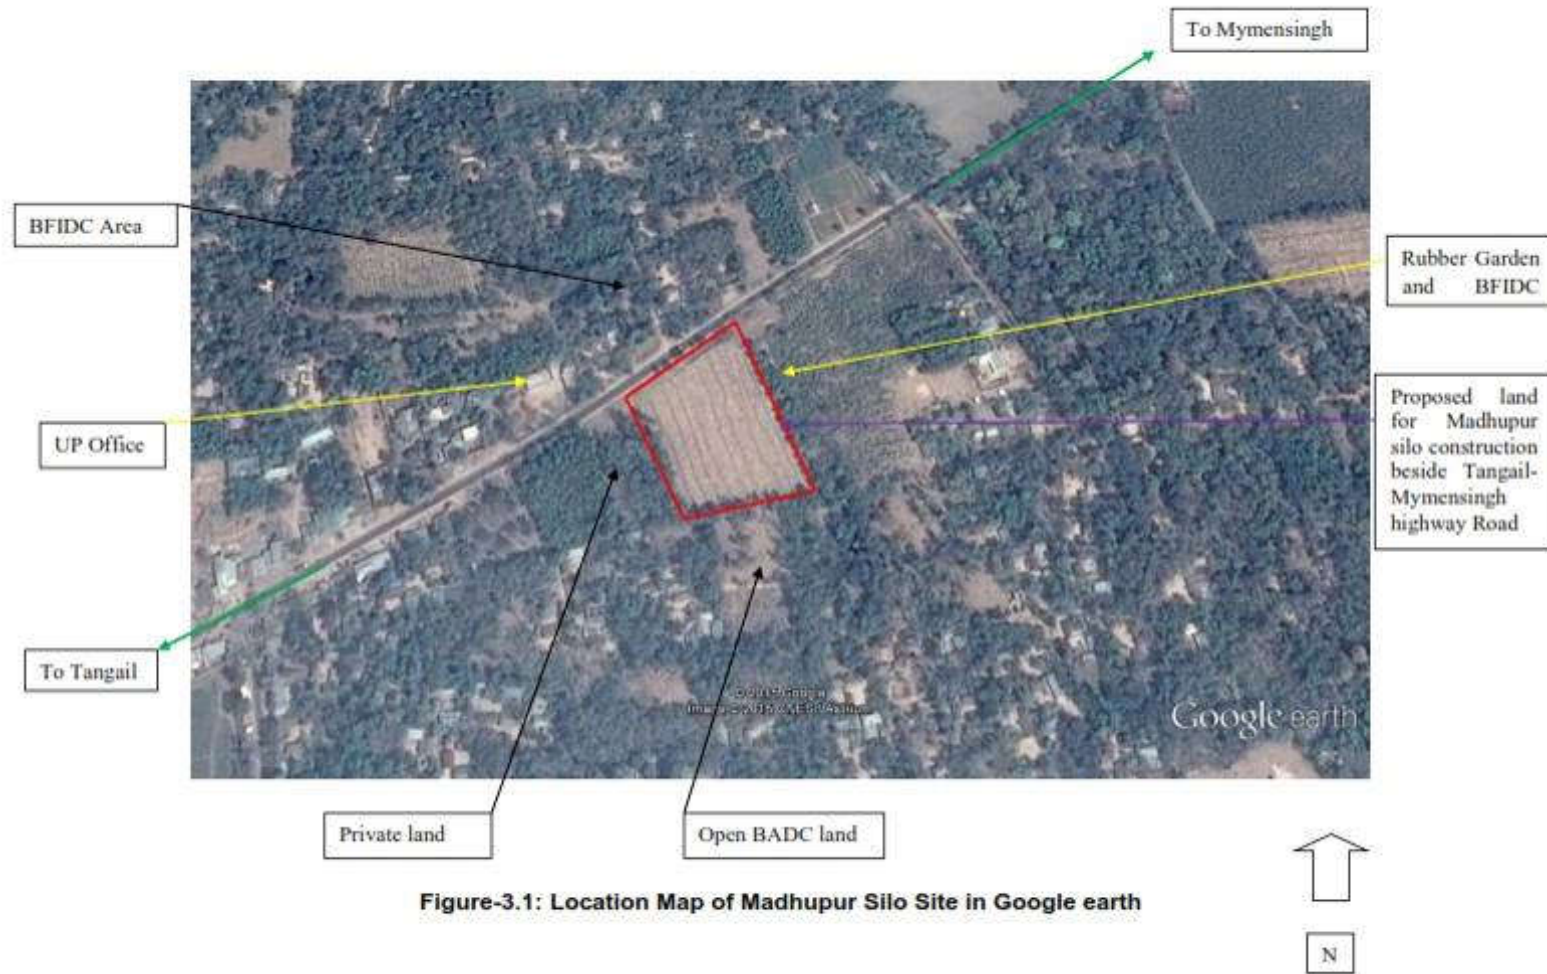 To Mymensingh
BFIDC Area
Rubber Garden
and BFIDC
UP Office
Proposed land
for Madhupur
silo construction
beside Tangail-
Mymensingh
highway Road
To Tangail
Google
Google earth
Private land
Open BADC land
Figure-3.1: Location Map of Madhupur Silo Site in Google earth
N